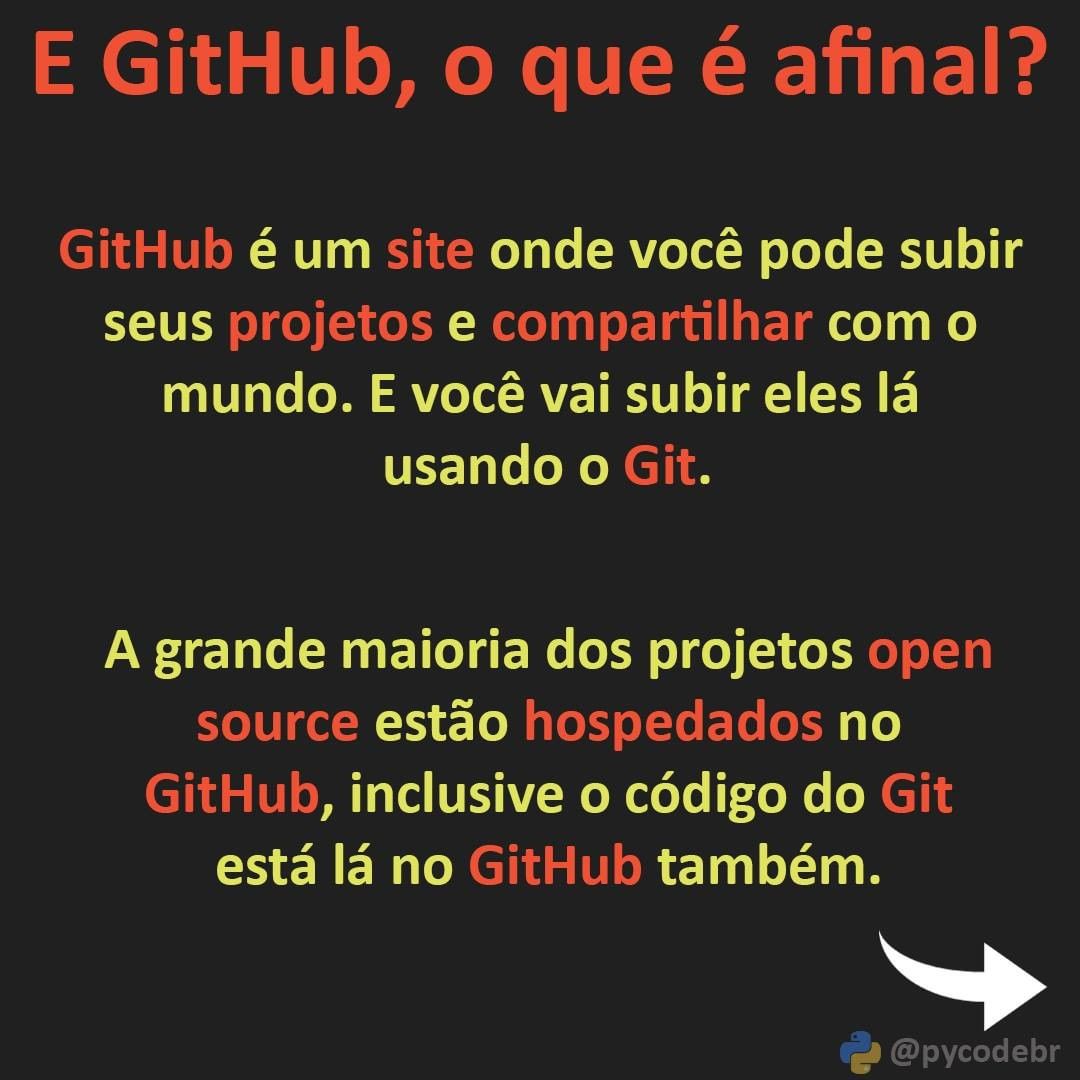 E GitHub, o que é afinal?
GitHub é um site onde você pode subir
seus projetos e compartilhar com o
mundo. E você vai subir eles lá
usando o Git.
A grande maioria dos projetos open
source estão hospedados no
GitHub, inclusive o código do Git
está lá no GitHub também.
@pycodebr